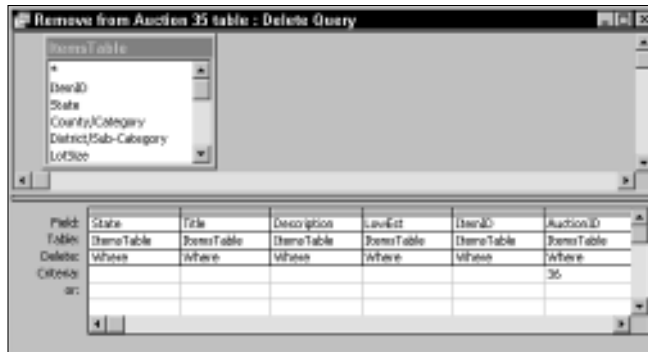 Remove from Auction 35 table : Delete Query
ItemsTable
*
ItemID
State
County/Category
District/Sub-Category
LotSize
Field: State Title Description LowEst ItemID AuctionID
Table: ItemsTable ItemsTable ItemsTable ItemsTable ItemsTable ItemsTable
Delete: Where Where Where Where Where Where
Criteria: 36
or: